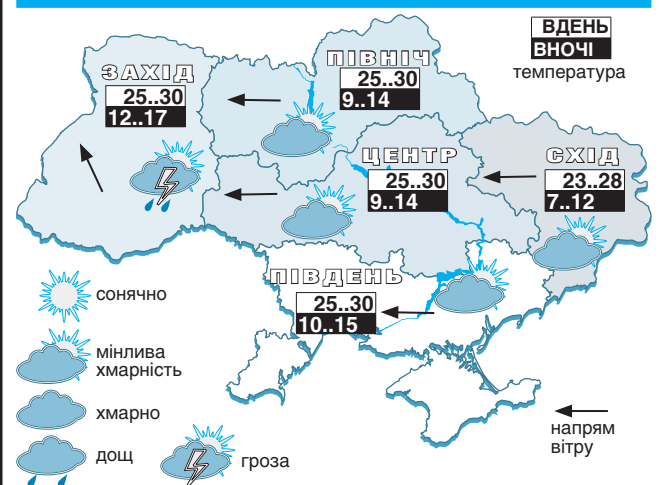 ВДЕНЬ
ВНОЧІ
температура
ПІВНІЧ
25..30
9..14
ЗАХІД
25..30
12..17
ЦЕНТР
25..30
9..14
СХІД
23..28
7..12
ПІВДЕНЬ
25..30
10..15
сонячно
мінлива
хмарність
хмарно
дощ
гроза
напрям
вітру